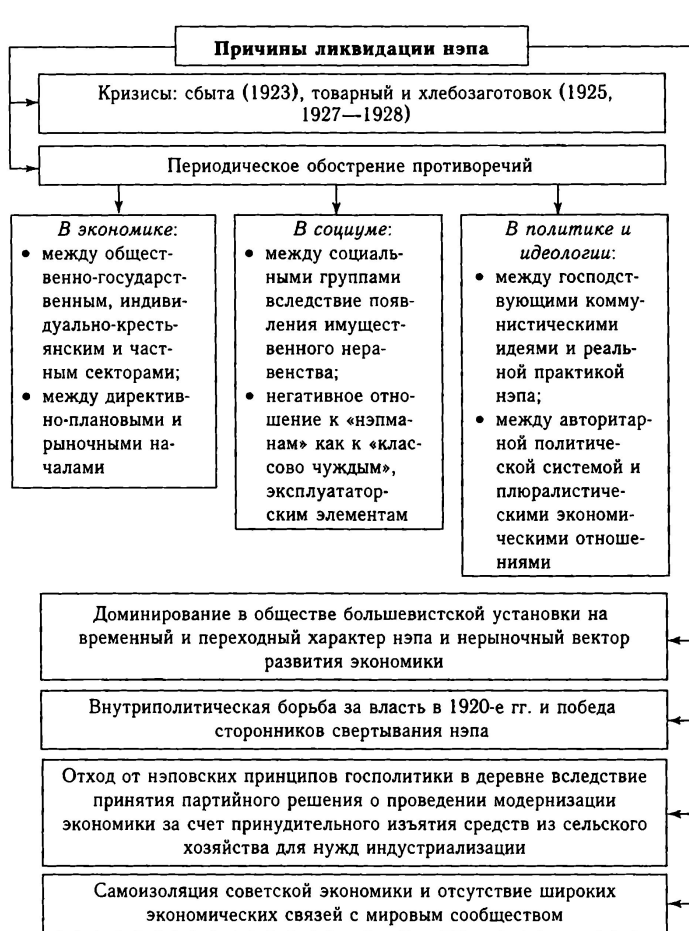 Причины ликвидации нэпа
Кризисы: сбыта (1923), товарный и хлебозаготовок (1925,
1927—1928)
Периодическое обострение противоречий
В экономике:
• между общест-
венно-государст-
венным, индиви-
дуально-кресть-
янским и част-
ным секторами;
• между директив-
но-плановыми и
рыночными на-
чалами
В социуме:
• между социаль-
ными группами
вследствие появ-
ления имущест-
венного нера-
венства;
• негативное отно-
шение к «нэпма-
нам» как к «клас-
сово чуждым»,
эксплуататор-
ским элементам
В политике и
идеологии:
• между господст-
вующими комму-
нистическими
идеями и реаль-
ной практикой
нэпа;
• между авторитар-
ной политиче-
ской системой и
плюралистиче-
скими экономи-
ческими отноше-
ниями
Доминирование в обществе большевистской установки на
временный и переходный характер нэпа и нерыночный вектор
развития экономики
Внутриполитическая борьба за власть в 1920-е гг. и победа
сторонников свертывания нэпа
Отход от нэповских принципов госполитики в деревне вследствие
принятия партийного решения о проведении модернизации
экономики за счет принудительного изъятия средств из сельского
хозяйства для нужд индустриализации
Самоизоляция советской экономики и отсутствие широких
экономических связей с мировым сообществом